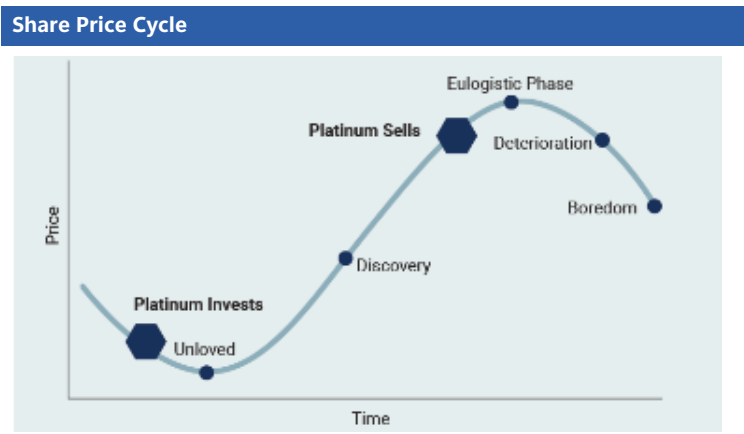 Share Price Cycle
Eulogistic Phase
Platinum Sells
Deterioration
Boredom
Price
Discovery
Platinum Invests
Unloved
Time